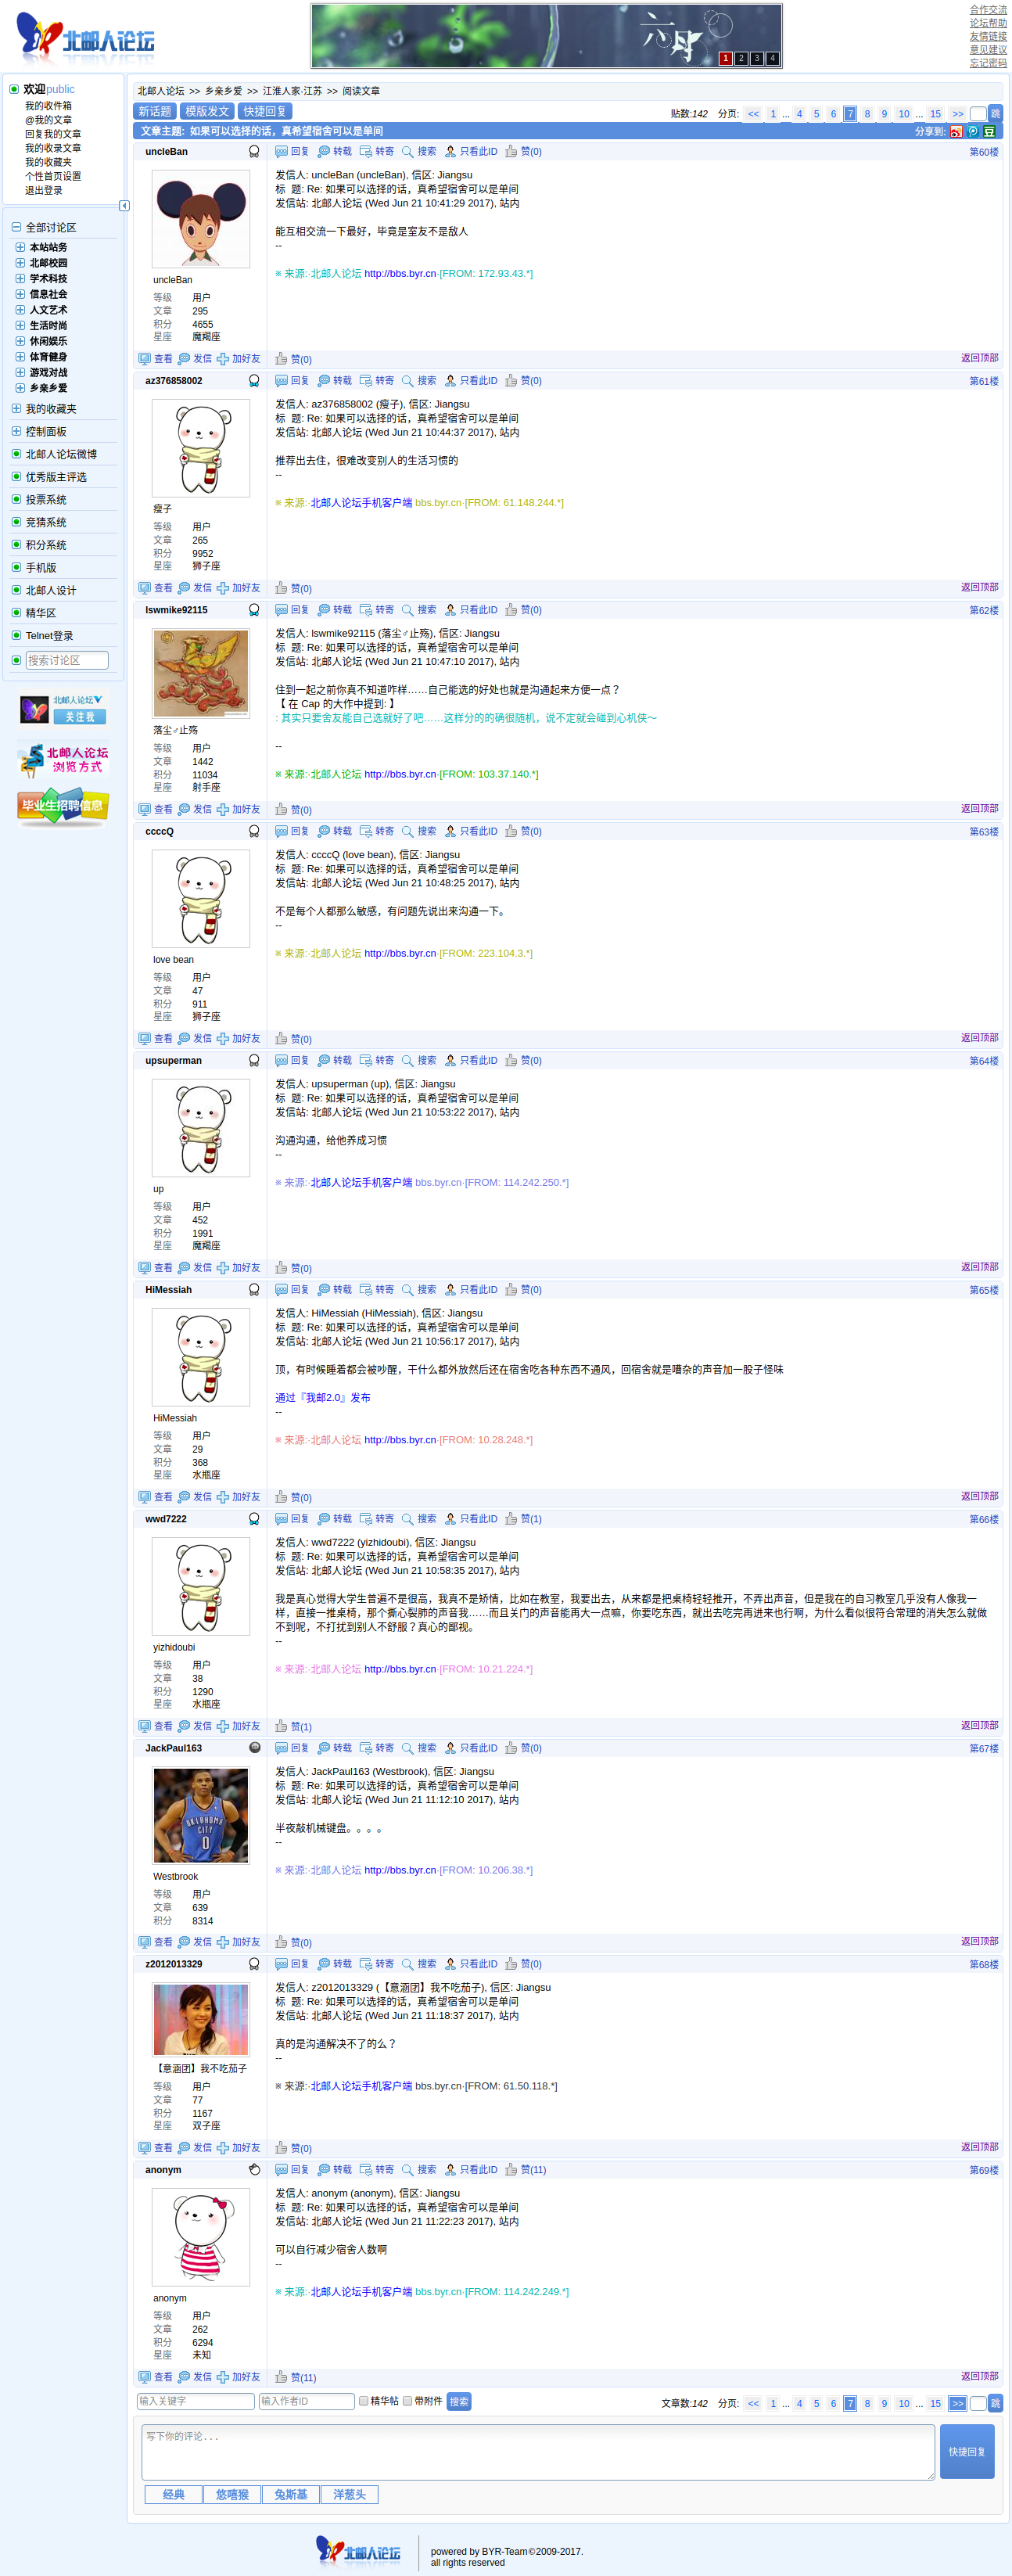 北邮人论坛
六月
1 2 3 4
合作交流
论坛帮助
友情链接
意见建议
忘记密码
欢迎public
我的收件箱
@我的文章
回复我的文章
我的收录文章
我的收藏夹
个性首页设置
退出登录
全部讨论区
本站站务
北邮校园
学术科技
信息社会
人文艺术
生活时尚
休闲娱乐
体育健身
游戏对战
乡亲乡爱
我的收藏夹
控制面板
北邮人论坛微博
优秀版主评选
投票系统
竞猜系统
积分系统
手机版
北邮人设计
精华区
Telnet登录
搜索讨论区
北邮人论坛
关注我
北邮人论坛
浏览方式
毕业生招聘信息
北邮人论坛 >> 乡亲乡爱 >> 江淮人家·江苏 >> 阅读文章
新话题 模版发文 快捷回复
贴数:142 分页: << 1 ... 4 5 6 7 8 9 10 ... 15 >> 跳
文章主题: 如果可以选择的话，真希望宿舍可以是单间
分享到:
uncleBan
回复 转载 转寄 搜索 只看此ID 赞(0) 第60楼
uncleBan
等级 用户
文章 295
积分 4655
星座 魔羯座
发信人: uncleBan (uncleBan), 信区: Jiangsu
标 题: Re: 如果可以选择的话，真希望宿舍可以是单间
发信站: 北邮人论坛 (Wed Jun 21 10:41:29 2017), 站内
能互相交流一下最好，毕竟是室友不是敌人
--
※ 来源:·北邮人论坛 http://bbs.byr.cn·[FROM: 172.93.43.*]
查看 发信 加好友 赞(0) 返回顶部
az376858002
回复 转载 转寄 搜索 只看此ID 赞(0) 第61楼
瘦子
等级 用户
文章 265
积分 9952
星座 狮子座
发信人: az376858002 (瘦子), 信区: Jiangsu
标 题: Re: 如果可以选择的话，真希望宿舍可以是单间
发信站: 北邮人论坛 (Wed Jun 21 10:44:37 2017), 站内
推荐出去住，很难改变别人的生活习惯的
--
※ 来源:·北邮人论坛手机客户端 bbs.byr.cn·[FROM: 61.148.244.*]
查看 发信 加好友 赞(0) 返回顶部
lswmike92115
回复 转载 转寄 搜索 只看此ID 赞(0) 第62楼
落尘♂止殇
等级 用户
文章 1442
积分 11034
星座 射手座
发信人: lswmike92115 (落尘♂止殇), 信区: Jiangsu
标 题: Re: 如果可以选择的话，真希望宿舍可以是单间
发信站: 北邮人论坛 (Wed Jun 21 10:47:10 2017), 站内
住到一起之前你真不知道咋样……自己能选的好处也就是沟通起来方便一点？
【 在 Cap 的大作中提到: 】
: 其实只要舍友能自己选就好了吧……这样分的的确很随机，说不定就会碰到心机侠～
--
※ 来源:·北邮人论坛 http://bbs.byr.cn·[FROM: 103.37.140.*]
查看 发信 加好友 赞(0) 返回顶部
ccccQ
回复 转载 转寄 搜索 只看此ID 赞(0) 第63楼
love bean
等级 用户
文章 47
积分 911
星座 狮子座
发信人: ccccQ (love bean), 信区: Jiangsu
标 题: Re: 如果可以选择的话，真希望宿舍可以是单间
发信站: 北邮人论坛 (Wed Jun 21 10:48:25 2017), 站内
不是每个人都那么敏感，有问题先说出来沟通一下。
--
※ 来源:·北邮人论坛 http://bbs.byr.cn·[FROM: 223.104.3.*]
查看 发信 加好友 赞(0) 返回顶部
upsuperman
回复 转载 转寄 搜索 只看此ID 赞(0) 第64楼
up
等级 用户
文章 452
积分 1991
星座 魔羯座
发信人: upsuperman (up), 信区: Jiangsu
标 题: Re: 如果可以选择的话，真希望宿舍可以是单间
发信站: 北邮人论坛 (Wed Jun 21 10:53:22 2017), 站内
沟通沟通，给他养成习惯
--
※ 来源:·北邮人论坛手机客户端 bbs.byr.cn·[FROM: 114.242.250.*]
查看 发信 加好友 赞(0) 返回顶部
HiMessiah
回复 转载 转寄 搜索 只看此ID 赞(0) 第65楼
HiMessiah
等级 用户
文章 29
积分 368
星座 水瓶座
发信人: HiMessiah (HiMessiah), 信区: Jiangsu
标 题: Re: 如果可以选择的话，真希望宿舍可以是单间
发信站: 北邮人论坛 (Wed Jun 21 10:56:17 2017), 站内
顶，有时候睡着都会被吵醒，干什么都外放然后还在宿舍吃各种东西不通风，回宿舍就是嘈杂的声音加一股子怪味
通过『我邮2.0』发布
--
※ 来源:·北邮人论坛 http://bbs.byr.cn·[FROM: 10.28.248.*]
查看 发信 加好友 赞(0) 返回顶部
wwd7222
回复 转载 转寄 搜索 只看此ID 赞(1) 第66楼
yizhidoubi
等级 用户
文章 38
积分 1290
星座 水瓶座
发信人: wwd7222 (yizhidoubi), 信区: Jiangsu
标 题: Re: 如果可以选择的话，真希望宿舍可以是单间
发信站: 北邮人论坛 (Wed Jun 21 10:58:35 2017), 站内
我是真心觉得大学生普遍不是很高，我真不是矫情，比如在教室，我要出去，从来都是把桌椅轻轻推开，不弄出声音，但是我在的自习教室几乎没有人像我一
样，直接一推桌椅，那个撕心裂肺的声音我……而且关门的声音能再大一点嘛，你要吃东西，就出去吃完再进来也行啊，为什么看似很符合常理的消失怎么就做
不到呢，不打扰到别人不舒服？真心的鄙视。
--
※ 来源:·北邮人论坛 http://bbs.byr.cn·[FROM: 10.21.224.*]
查看 发信 加好友 赞(1) 返回顶部
JackPaul163
回复 转载 转寄 搜索 只看此ID 赞(0) 第67楼
OKLAHOMA
CITY
0
Westbrook
等级 用户
文章 639
积分 8314
发信人: JackPaul163 (Westbrook), 信区: Jiangsu
标 题: Re: 如果可以选择的话，真希望宿舍可以是单间
发信站: 北邮人论坛 (Wed Jun 21 11:12:10 2017), 站内
半夜敲机械键盘。。。。
--
※ 来源:·北邮人论坛 http://bbs.byr.cn·[FROM: 10.206.38.*]
查看 发信 加好友 赞(0) 返回顶部
z2012013329
回复 转载 转寄 搜索 只看此ID 赞(0) 第68楼
【意涵团】我不吃茄子
等级 用户
文章 77
积分 1167
星座 双子座
发信人: z2012013329 (【意涵团】我不吃茄子), 信区: Jiangsu
标 题: Re: 如果可以选择的话，真希望宿舍可以是单间
发信站: 北邮人论坛 (Wed Jun 21 11:18:37 2017), 站内
真的是沟通解决不了的么？
--
※ 来源:·北邮人论坛手机客户端 bbs.byr.cn·[FROM: 61.50.118.*]
查看 发信 加好友 赞(0) 返回顶部
anonym
回复 转载 转寄 搜索 只看此ID 赞(11) 第69楼
anonym
等级 用户
文章 262
积分 6294
星座 未知
发信人: anonym (anonym), 信区: Jiangsu
标 题: Re: 如果可以选择的话，真希望宿舍可以是单间
发信站: 北邮人论坛 (Wed Jun 21 11:22:23 2017), 站内
可以自行减少宿舍人数啊
--
※ 来源:·北邮人论坛手机客户端 bbs.byr.cn·[FROM: 114.242.249.*]
查看 发信 加好友 赞(11) 返回顶部
输入关键字 输入作者ID 精华帖 带附件 搜索
文章数:142 分页: << 1 ... 4 5 6 7 8 9 10 ... 15 >> 跳
写下你的评论...
快捷回复
经典 悠嘻猴 兔斯基 洋葱头
北邮人论坛
powered by BYR-Team©2009-2017.
all rights reserved